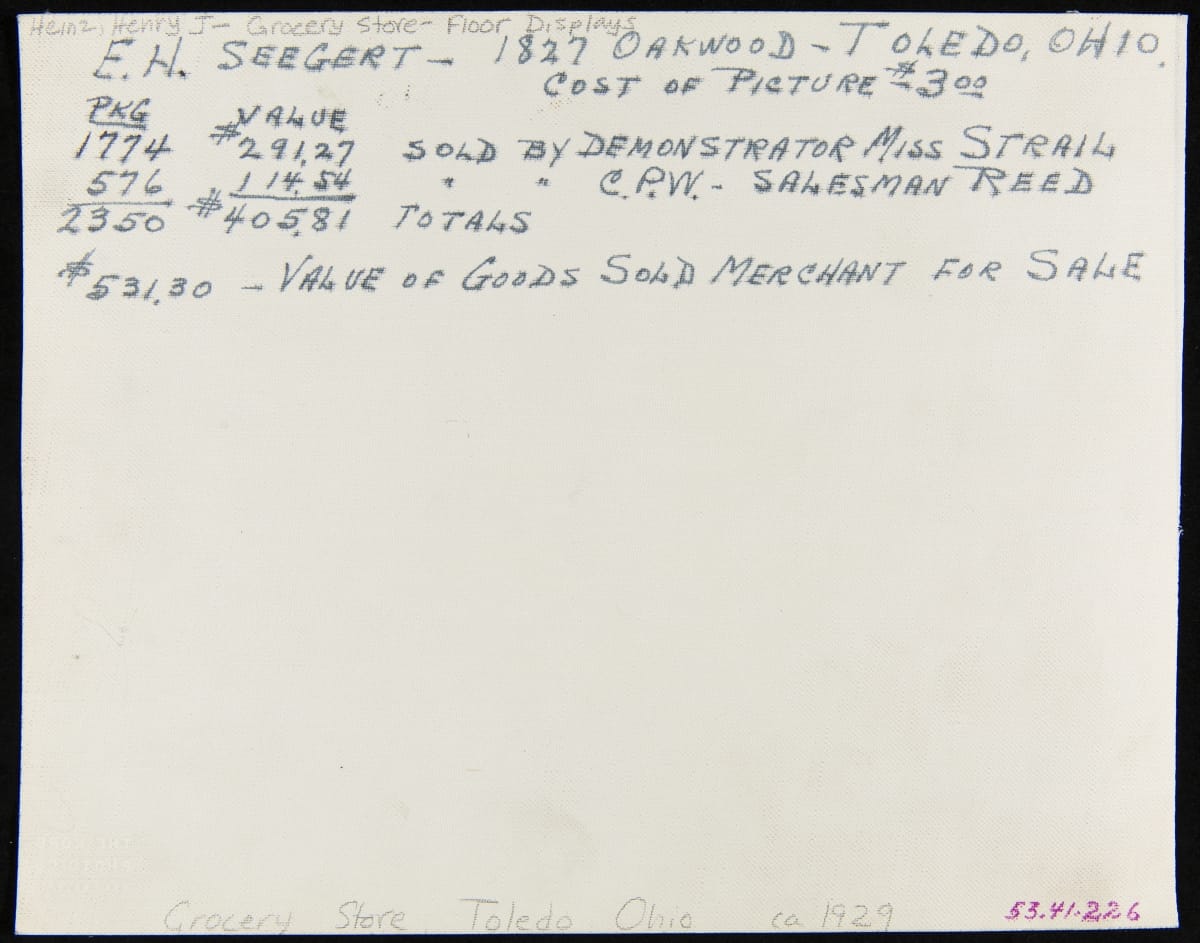 Heinz, Henry J- Grocery Store- Floor Displays
E.H. SEEGERT - 1827 OAKWOOD - TOLEDO, OHIO.
COST OF PICTURE $3.00
PKG $VALUE
1774 291.27 SOLD BY DEMONSTRATOR MISS STRAIL
576 114.54 " " C.P.W. - SALESMAN REED
2350 $405.81 TOTALS
$531.30 - VALUE OF GOODS SOLD MERCHANT FOR SALE
Grocery Store Toledo Ohio ca 1929
53.41.226